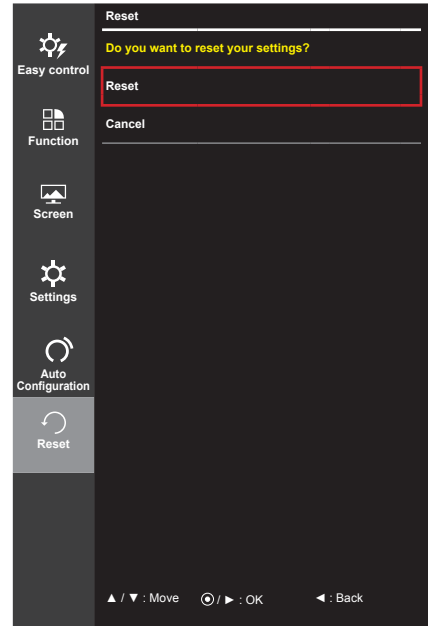 Easy control
Function
Screen
Settings
Auto
Configuration
Reset
Reset
Do you want to reset your settings?
Reset
Cancel
▲ / ▼ : Move
◉ / ► : OK
◄ : Back